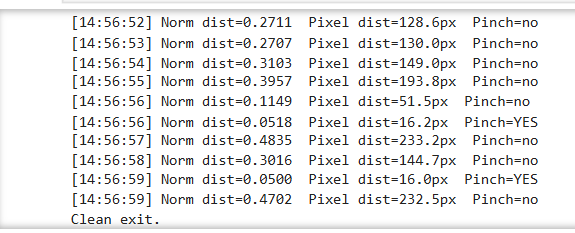 [14:56:52] Norm dist=0.2711  Pixel dist=128.6px  Pinch=no
[14:56:53] Norm dist=0.2707  Pixel dist=130.0px  Pinch=no
[14:56:54] Norm dist=0.3103  Pixel dist=149.0px  Pinch=no
[14:56:55] Norm dist=0.3957  Pixel dist=193.8px  Pinch=no
[14:56:56] Norm dist=0.1149  Pixel dist=51.5px  Pinch=no
[14:56:56] Norm dist=0.0518  Pixel dist=16.2px  Pinch=YES
[14:56:57] Norm dist=0.4835  Pixel dist=233.2px  Pinch=no
[14:56:58] Norm dist=0.3016  Pixel dist=144.7px  Pinch=no
[14:56:59] Norm dist=0.0500  Pixel dist=16.0px  Pinch=YES
[14:56:59] Norm dist=0.4702  Pixel dist=232.5px  Pinch=no
Clean exit.